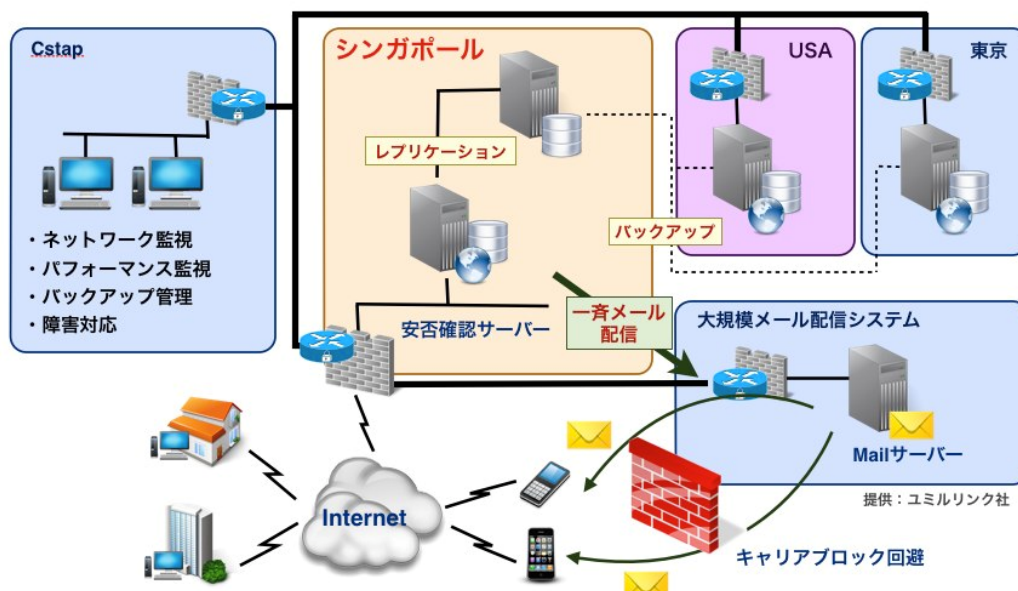 Cstap
シンガポール
USA
東京
レプリケーション
バックアップ
・ネットワーク監視
・パフォーマンス監視
・バックアップ管理
・障害対応
安否確認サーバー
一斉メール
配信
大規模メール配信システム
Mailサーバー
提供：ユミルリンク社
Internet
キャリアブロック回避